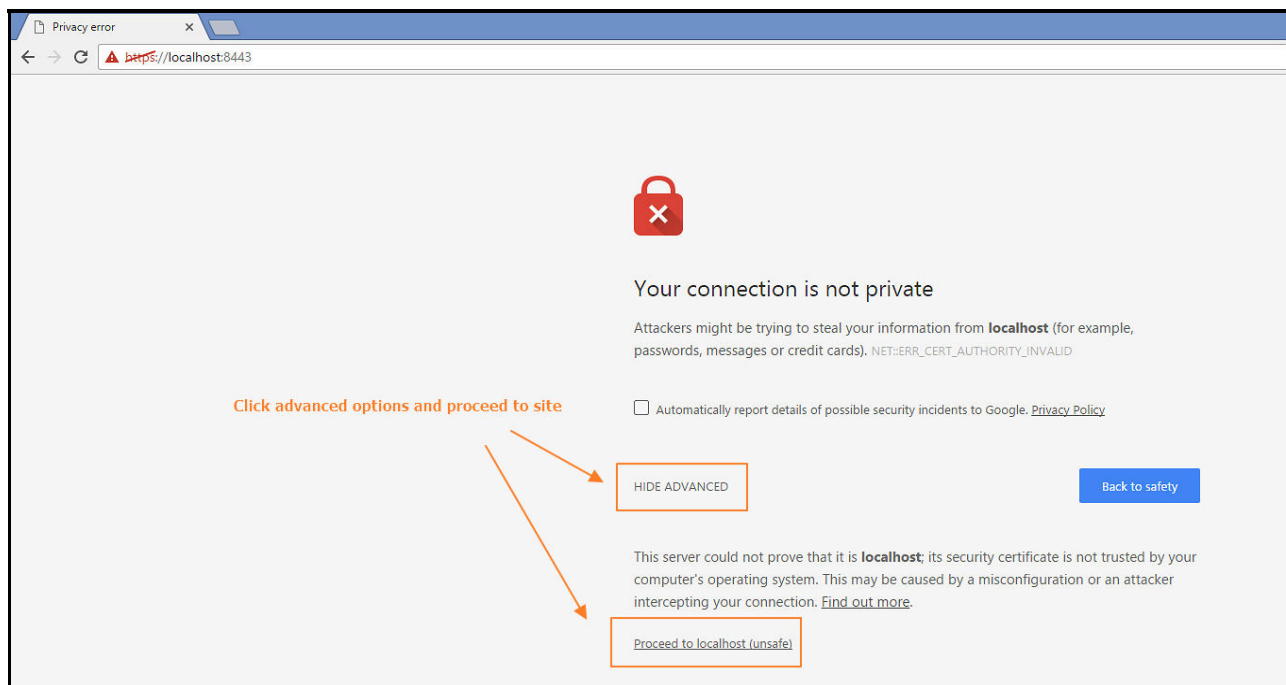 Privacy error
https://localhost:8443
Your connection is not private
Attackers might be trying to steal your information from localhost (for example,
passwords, messages or credit cards). NET::ERR_CERT_AUTHORITY_INVALID
Click advanced options and proceed to site
Automatically report details of possible security incidents to Google. Privacy Policy
HIDE ADVANCED
Back to safety
This server could not prove that it is localhost; its security certificate is not trusted by your
computer's operating system. This may be caused by a misconfiguration or an attacker
intercepting your connection. Find out more.
Proceed to localhost (unsafe)